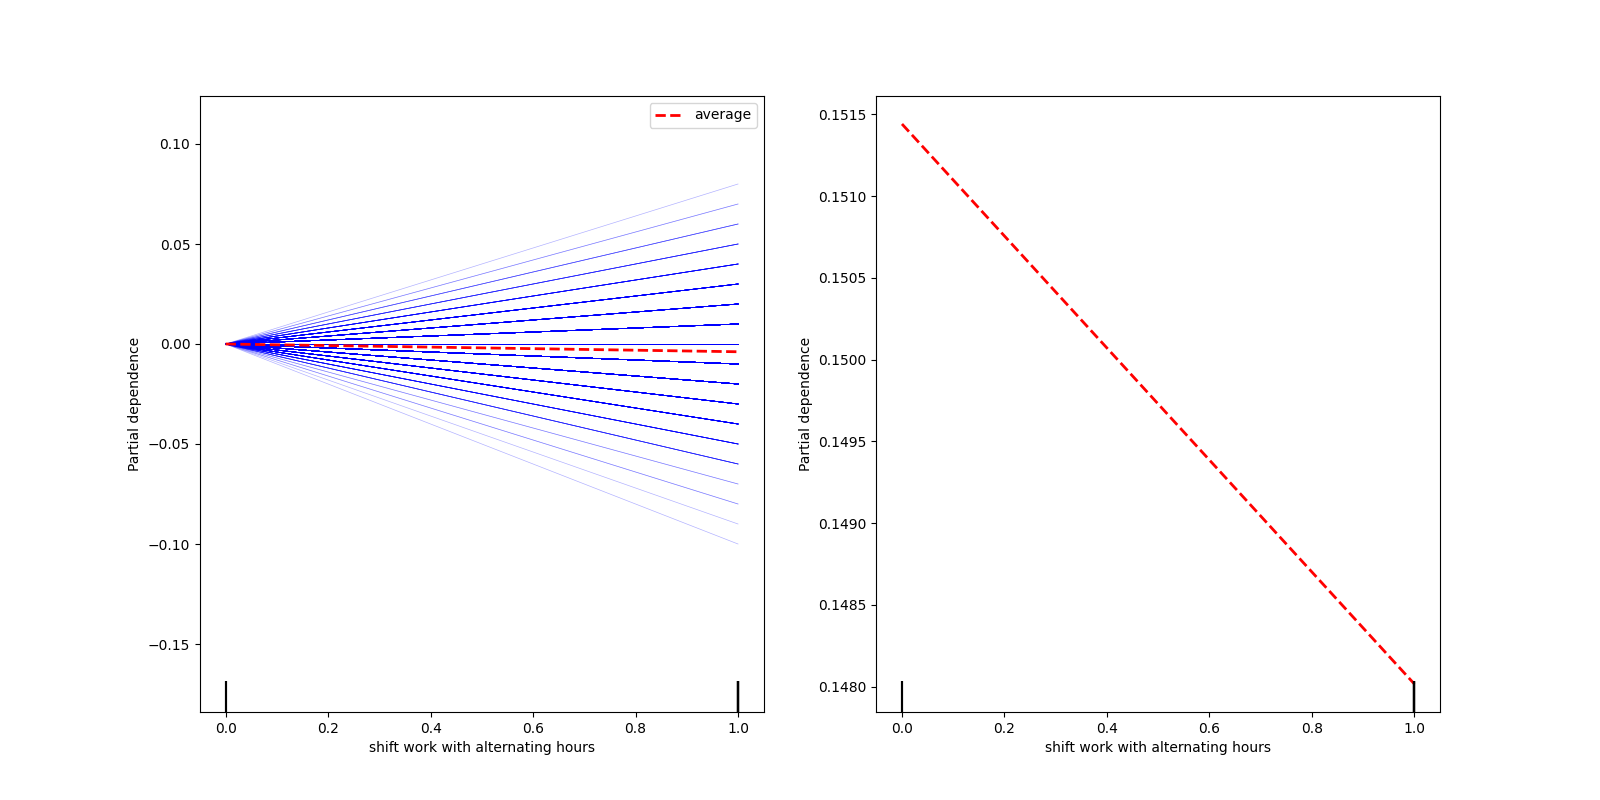 average
0.10
0.05
0.00
−0.05
−0.10
−0.15
Partial dependence
0.0 0.2 0.4 0.6 0.8 1.0
shift work with alternating hours
0.1515
0.1510
0.1505
0.1500
0.1495
0.1490
0.1485
0.1480
Partial dependence
0.0 0.2 0.4 0.6 0.8 1.0
shift work with alternating hours